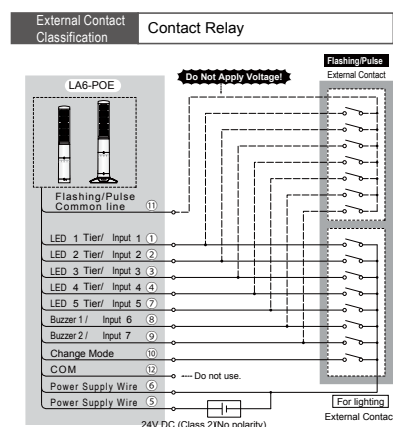 External Contact
Classification
Contact Relay
Flashing/Pulse
External Contact
Do Not Apply Voltage!
LA6-POE
Flashing/Pulse
Common line ⑪
LED 1 Tier/ Input 1 ①
LED 2 Tier/ Input 2 ②
LED 3 Tier/ Input 3 ③
LED 4 Tier/ Input 4 ④
LED 5 Tier/ Input 5 ⑦
Buzzer 1 / Input 6 ⑧
Buzzer 2 / Input 7 ⑨
Change Mode ⑩
COM ⑫
Do not use.
Power Supply Wire ⑥
Power Supply Wire ⑤
For lighting
External Contac
24V DC (Class 2)(No polarity)